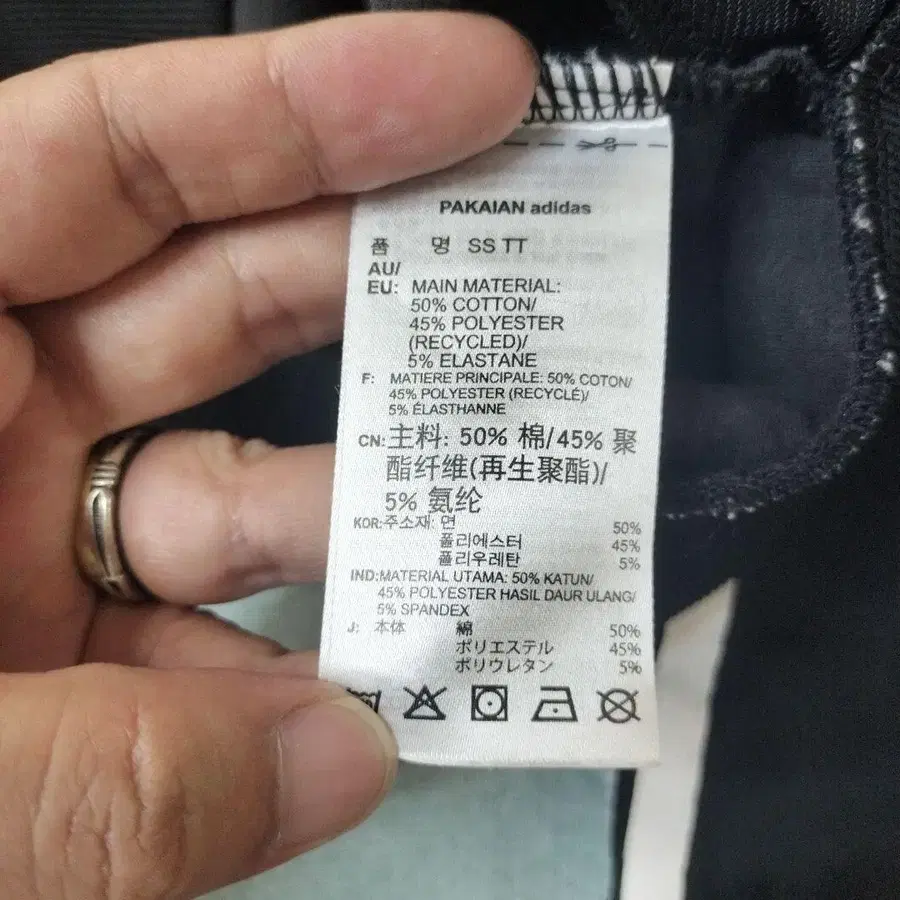 PAKAIAN adidas
품 명 SS TT
AU/
EU: MAIN MATERIAL:
50% COTTON/
45% POLYESTER
(RECYCLED)/
5% ELASTANE
F: MATIERE PRINCIPALE: 50% COTON/
45% POLYESTER (RECYCLÉ)/
5% ÉLASTHANNE
CN: 主料: 50% 棉/45% 聚
酯纤维(再生聚酯)/
5% 氨纶
KOR: 주소재: 면 50%
폴리에스터 45%
폴리우레탄 5%
IND: MATERIAL UTAMA: 50% KATUN/
45% POLYESTER HASIL DAUR ULANG/
5% SPANDEX
J: 本体 綿 50%
ポリエステル 45%
ポリウレタン 5%